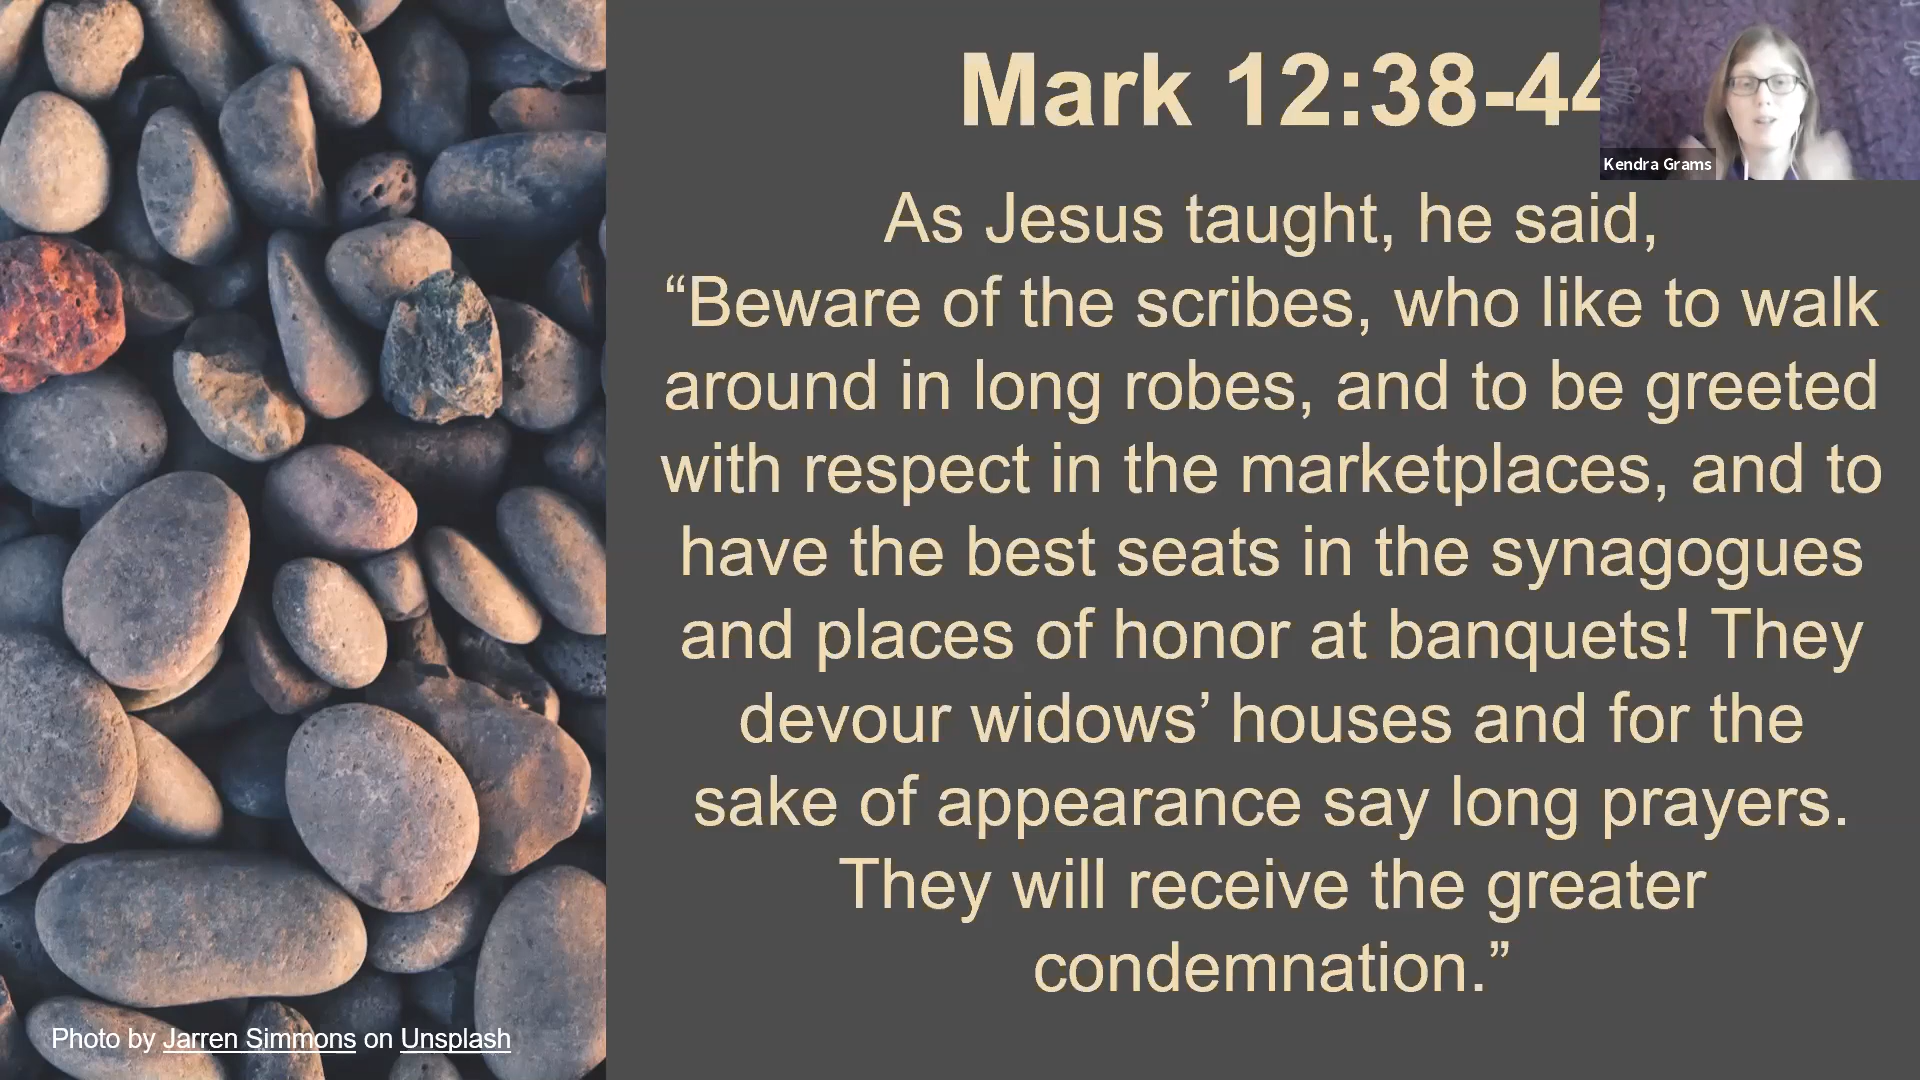 Mark 12:38-44
Kendra Grams
As Jesus taught, he said,
“Beware of the scribes, who like to walk
around in long robes, and to be greeted
with respect in the marketplaces, and to
have the best seats in the synagogues
and places of honor at banquets! They
devour widows’ houses and for the
sake of appearance say long prayers.
They will receive the greater
condemnation.”
Photo by Jarren Simmons on Unsplash